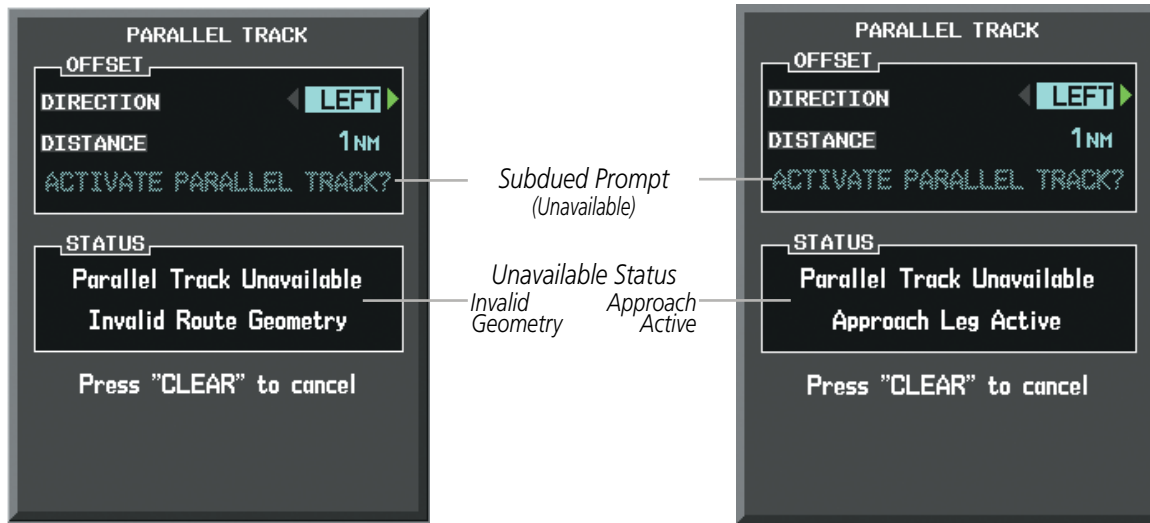 PARALLEL TRACK
OFFSET
DIRECTION LEFT
DISTANCE 1NM
ACTIVATE PARALLEL TRACK?
STATUS
Parallel Track Unavailable
Invalid Route Geometry
Press "CLEAR" to cancel
Subdued Prompt
(Unavailable)
Unavailable Status
Invalid
Geometry
Approach
Active
PARALLEL TRACK
OFFSET
DIRECTION LEFT
DISTANCE 1NM
ACTIVATE PARALLEL TRACK?
STATUS
Parallel Track Unavailable
Approach Leg Active
Press "CLEAR" to cancel